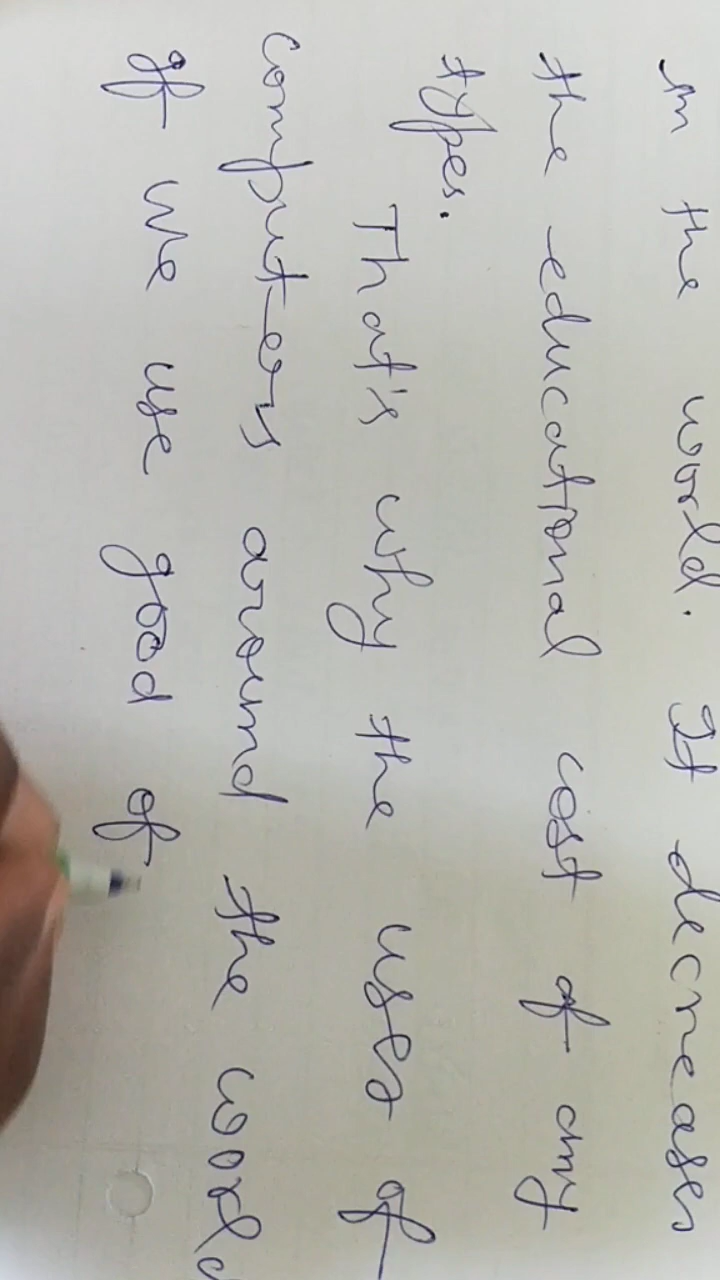 in the world. It decreases
the educational cost of any
types.
That's why the uses of
computers around the world
If we use good of